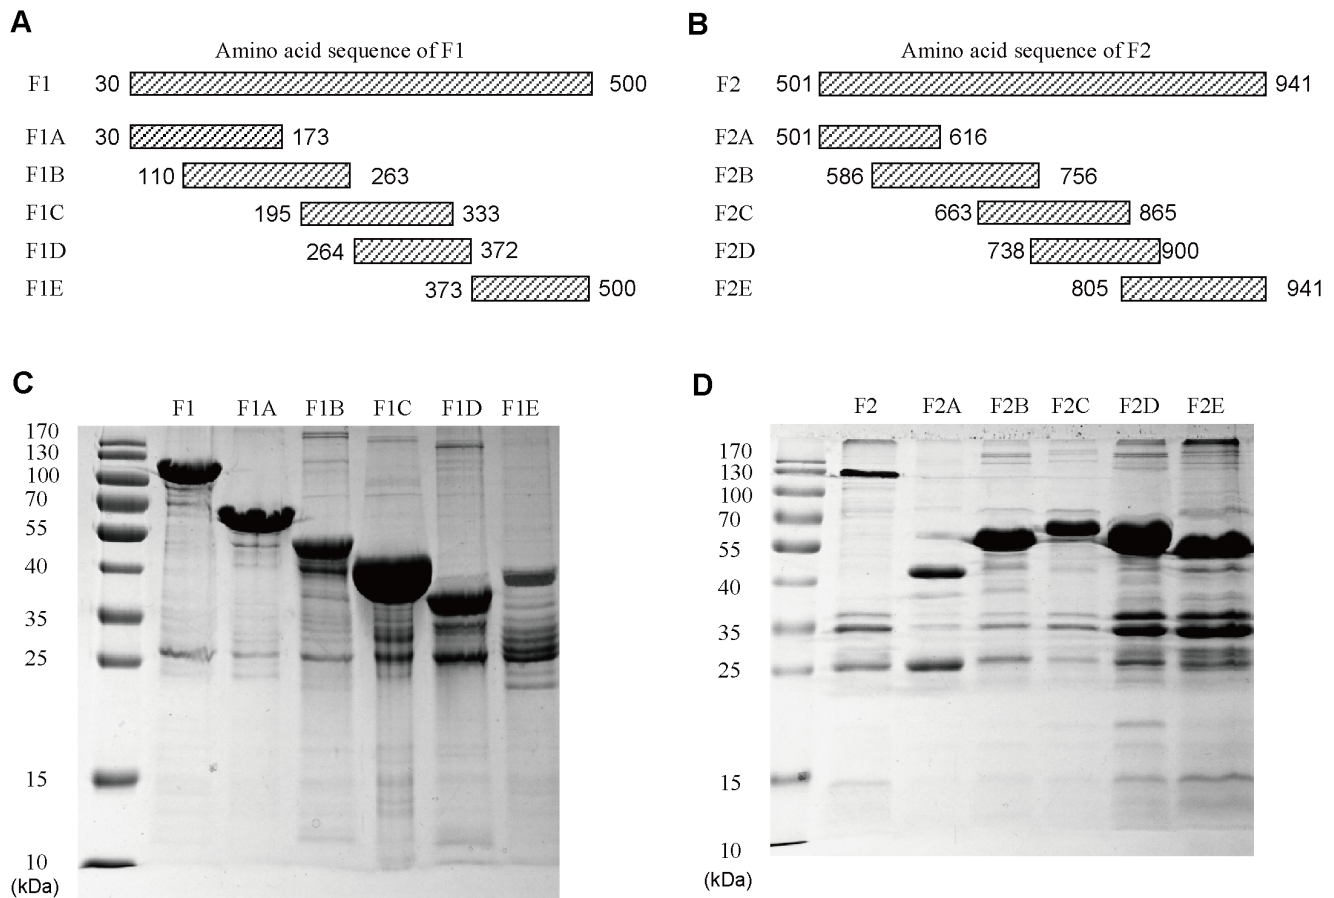 A
Amino acid sequence of F1
F1 30 500
F1A 30 173
F1B 110 263
F1C 195 333
F1D 264 372
F1E 373 500
B
Amino acid sequence of F2
F2 501 941
F2A 501 616
F2B 586 756
F2C 663 865
F2D 738 900
F2E 805 941
C
F1 F1A F1B F1C F1D F1E
170
130
100
70
55
40
35
25
15
10
(kDa)
D
F2 F2A F2B F2C F2D F2E
170
130
100
70
55
40
35
25
15
10
(kDa)